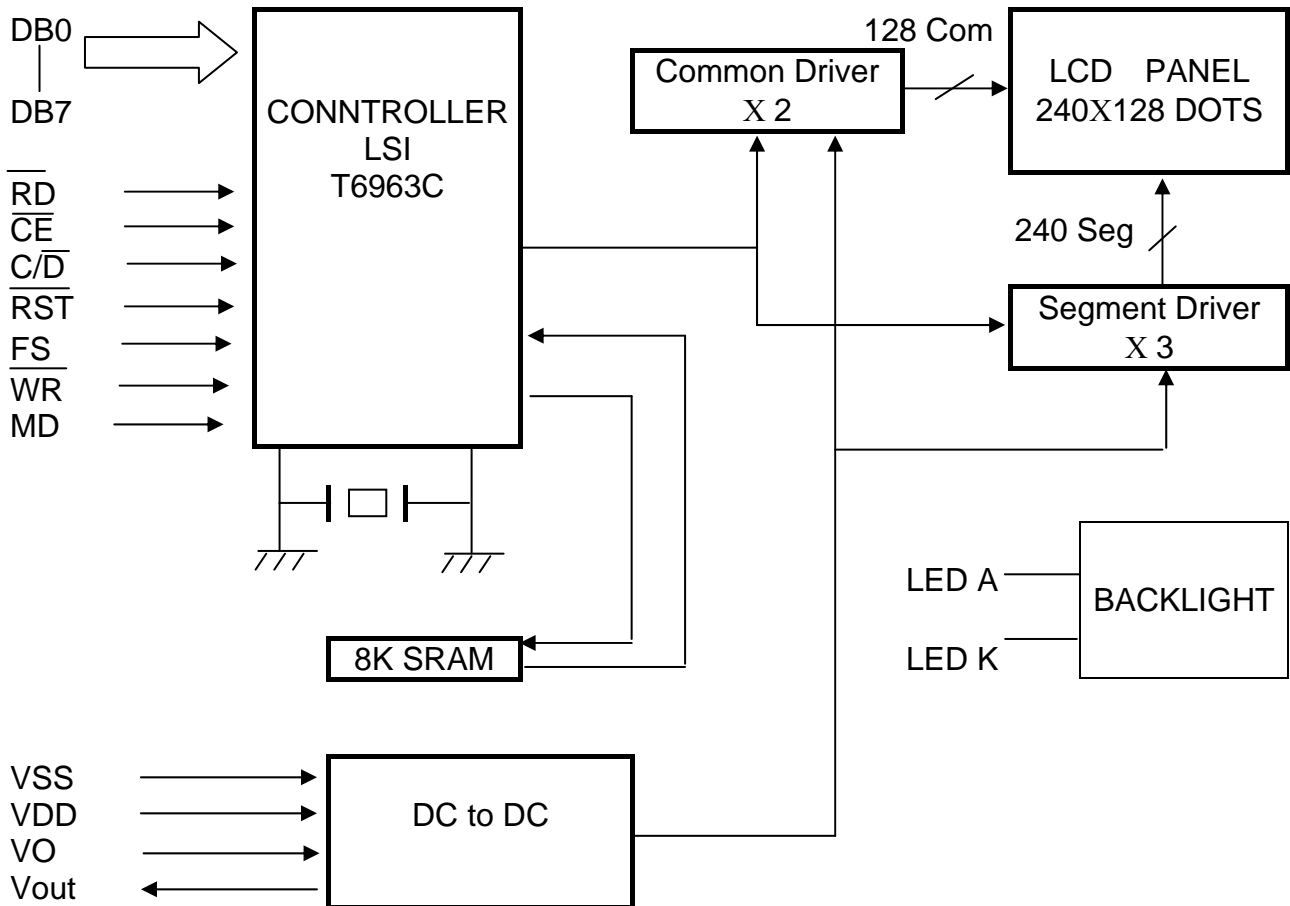 DB0
DB7
RD
CE
C/D
RST
FS
WR
MD
CONNTROLLER
LSI
T6963C
128 Com
Common Driver
X 2
LCD PANEL
240X128 DOTS
240 Seg
Segment Driver
X 3
8K SRAM
LED A
LED K
BACKLIGHT
VSS
VDD
VO
Vout
DC to DC